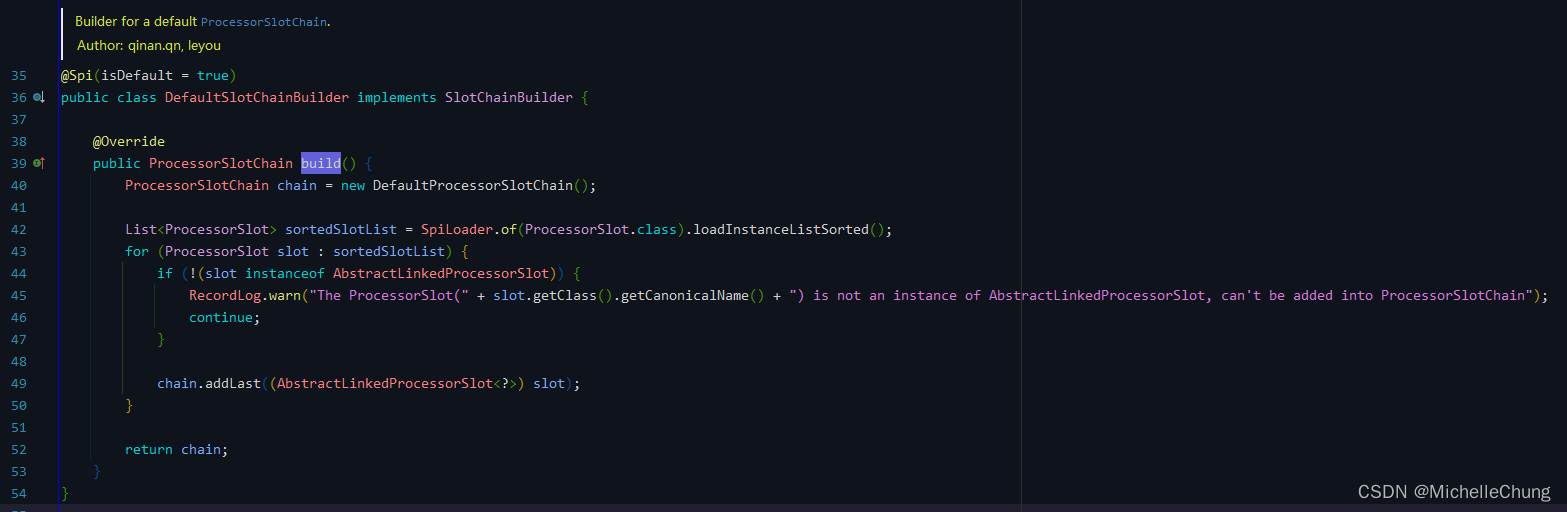 Builder for a default ProcessorSlotChain.
Author: qinan.qn, leyou
35 @Spi(isDefault = true)
36 public class DefaultSlotChainBuilder implements SlotChainBuilder {
37
38 @Override
39 public ProcessorSlotChain build() {
40 ProcessorSlotChain chain = new DefaultProcessorSlotChain();
41
42 List<ProcessorSlot> sortedSlotList = SpiLoader.of(ProcessorSlot.class).loadInstanceListSorted();
43 for (ProcessorSlot slot : sortedSlotList) {
44 if (!(slot instanceof AbstractLinkedProcessorSlot)) {
45 RecordLog.warn("The ProcessorSlot(" + slot.getClass().getCanonicalName() + ") is not an instance of AbstractLinkedProcessorSlot, can't be added into ProcessorSlotChain");
46 continue;
47 }
48
49 chain.addLast((AbstractLinkedProcessorSlot<?>) slot);
50 }
51
52 return chain;
53 }
54 }
CSDN @MichelleChung